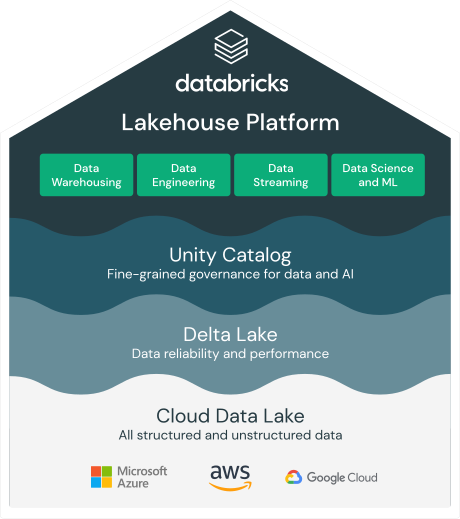 databricks
Lakehouse Platform
Data
Warehousing
Data
Engineering
Data
Streaming
Data Science
and ML
Unity Catalog
Fine-grained governance for data and AI
Delta Lake
Data reliability and performance
Cloud Data Lake
All structured and unstructured data
Microsoft
Azure
aws
Google Cloud